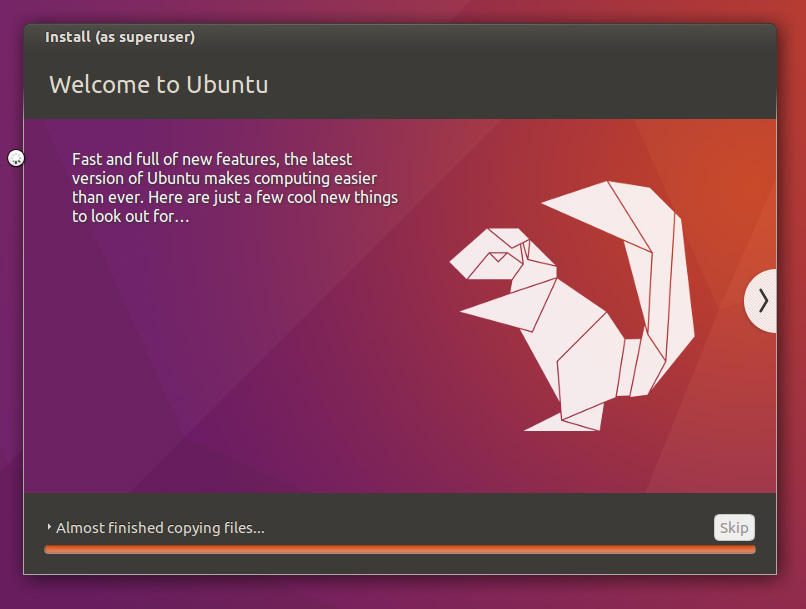 Install (as superuser)
Welcome to Ubuntu
Fast and full of new features, the latest
version of Ubuntu makes computing easier
than ever. Here are just a few cool new things
to look out for…
Almost finished copying files...
Skip